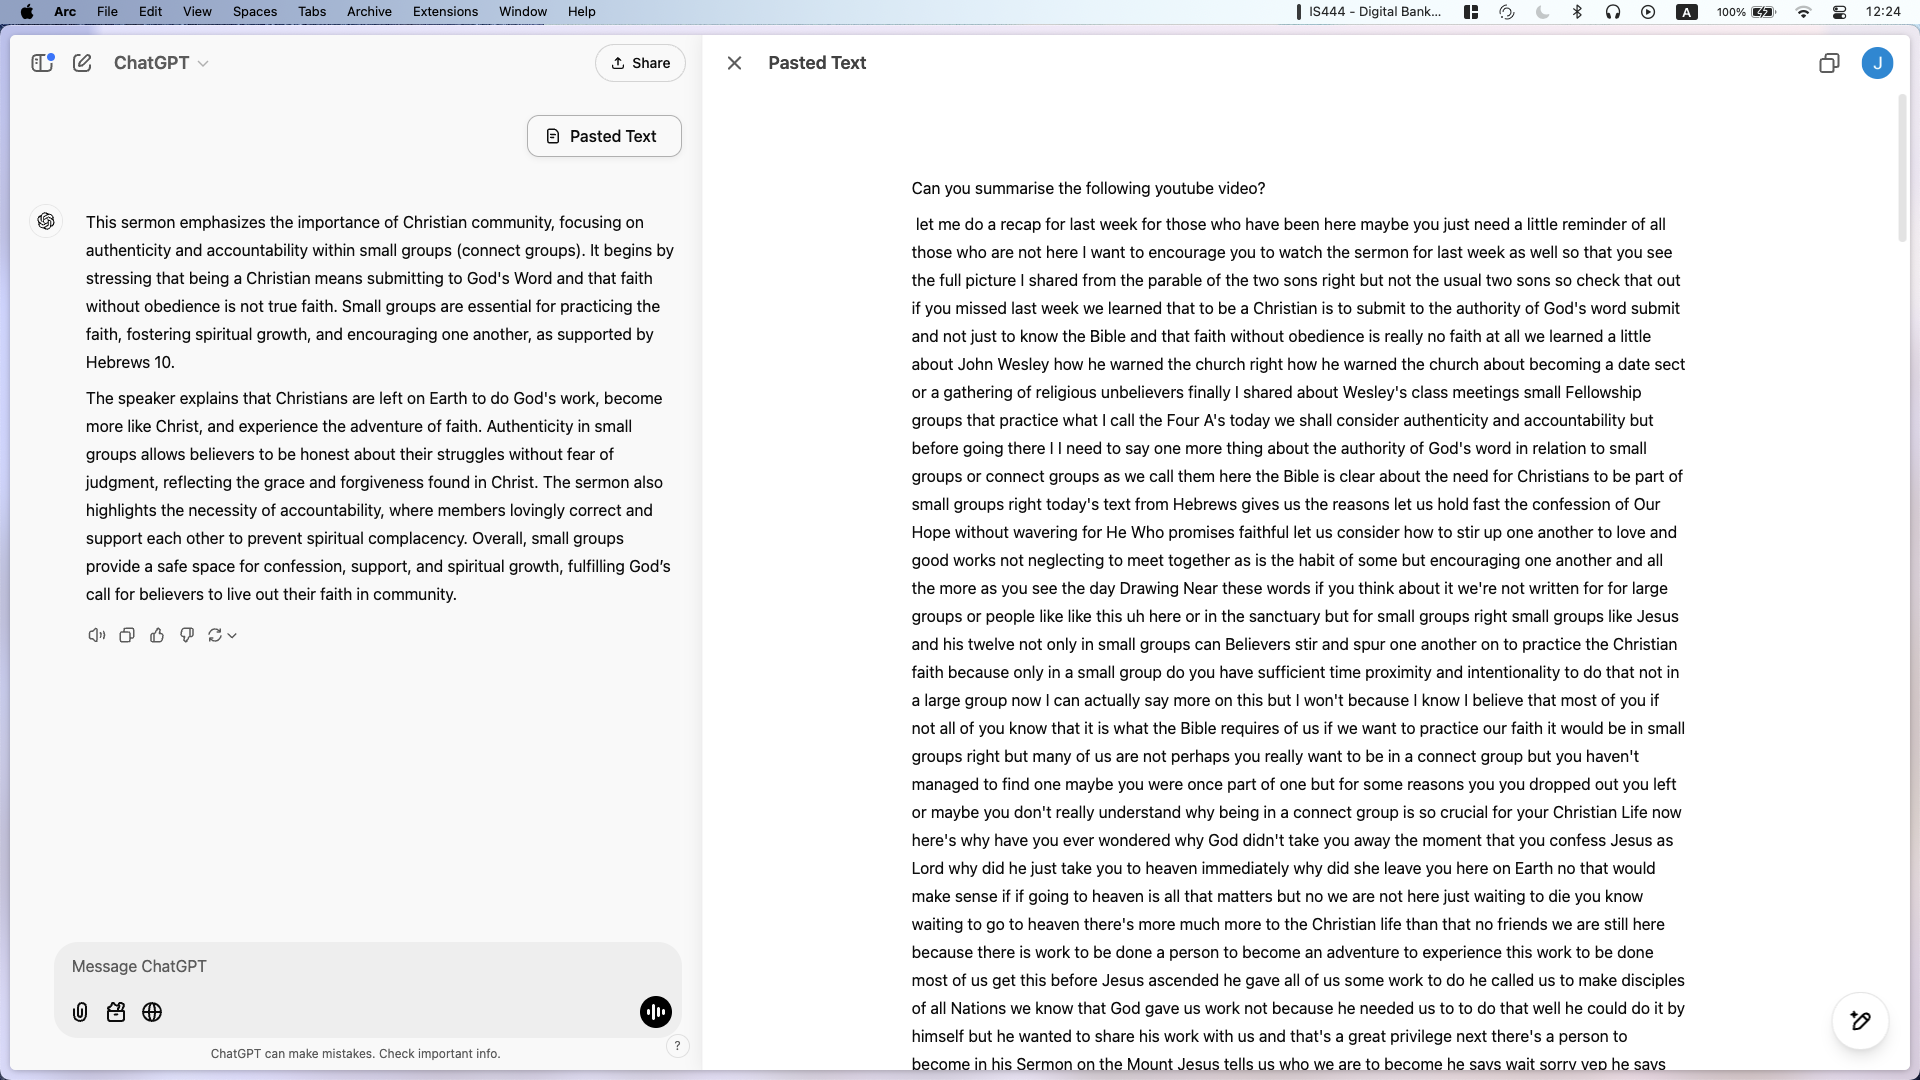 Arc File Edit View Spaces Tabs Archive Extensions Window Help IS444 - Digital Bank... A 100% 12:24
ChatGPT
Share
Pasted Text
This sermon emphasizes the importance of Christian community, focusing on
authenticity and accountability within small groups (connect groups). It begins by
stressing that being a Christian means submitting to God's Word and that faith
without obedience is not true faith. Small groups are essential for practicing the
faith, fostering spiritual growth, and encouraging one another, as supported by
Hebrews 10.
The speaker explains that Christians are left on Earth to do God's work, become
more like Christ, and experience the adventure of faith. Authenticity in small
groups allows believers to be honest about their struggles without fear of
judgment, reflecting the grace and forgiveness found in Christ. The sermon also
highlights the necessity of accountability, where members lovingly correct and
support each other to prevent spiritual complacency. Overall, small groups
provide a safe space for confession, support, and spiritual growth, fulfilling God’s
call for believers to live out their faith in community.
Message ChatGPT
ChatGPT can make mistakes. Check important info.
?
Pasted Text
J
Can you summarise the following youtube video?
let me do a recap for last week for those who have been here maybe you just need a little reminder of all
those who are not here I want to encourage you to watch the sermon for last week as well so that you see
the full picture I shared from the parable of the two sons right but not the usual two sons so check that out
if you missed last week we learned that to be a Christian is to submit to the authority of God's word submit
and not just to know the Bible and that faith without obedience is really no faith at all we learned a little
about John Wesley how he warned the church right how he warned the church about becoming a date sect
or a gathering of religious unbelievers finally I shared about Wesley's class meetings small Fellowship
groups that practice what I call the Four A's today we shall consider authenticity and accountability but
before going there I I need to say one more thing about the authority of God's word in relation to small
groups or connect groups as we call them here the Bible is clear about the need for Christians to be part of
small groups right today's text from Hebrews gives us the reasons let us hold fast the confession of Our
Hope without wavering for He Who promises faithful let us consider how to stir up one another to love and
good works not neglecting to meet together as is the habit of some but encouraging one another and all
the more as you see the day Drawing Near these words if you think about it we're not written for for large
groups or people like like this uh here or in the sanctuary but for small groups right small groups like Jesus
and his twelve not only in small groups can Believers stir and spur one another on to practice the Christian
faith because only in a small group do you have sufficient time proximity and intentionality to do that not in
a large group now I can actually say more on this but I won't because I know I believe that most of you if
not all of you know that it is what the Bible requires of us if we want to practice our faith it would be in small
groups right but many of us are not perhaps you really want to be in a connect group but you haven't
managed to find one maybe you were once part of one but for some reasons you you dropped out you left
or maybe you don't really understand why being in a connect group is so crucial for your Christian Life now
here's why have you ever wondered why God didn't take you away the moment that you confess Jesus as
Lord why did he just take you to heaven immediately why did she leave you here on Earth no that would
make sense if if going to heaven is all that matters but no we are not here just waiting to die you know
waiting to go to heaven there's more much more to the Christian life than that no friends we are still here
because there is work to be done a person to become an adventure to experience this work to be done
most of us get this before Jesus ascended he gave all of us some work to do he called us to make disciples
of all Nations we know that God gave us work not because he needed us to to do that well he could do it by
himself but he wanted to share his work with us and that's a great privilege next there's a person to
become in his Sermon on the Mount Jesus tells us who we are to become he says wait sorry yep he says